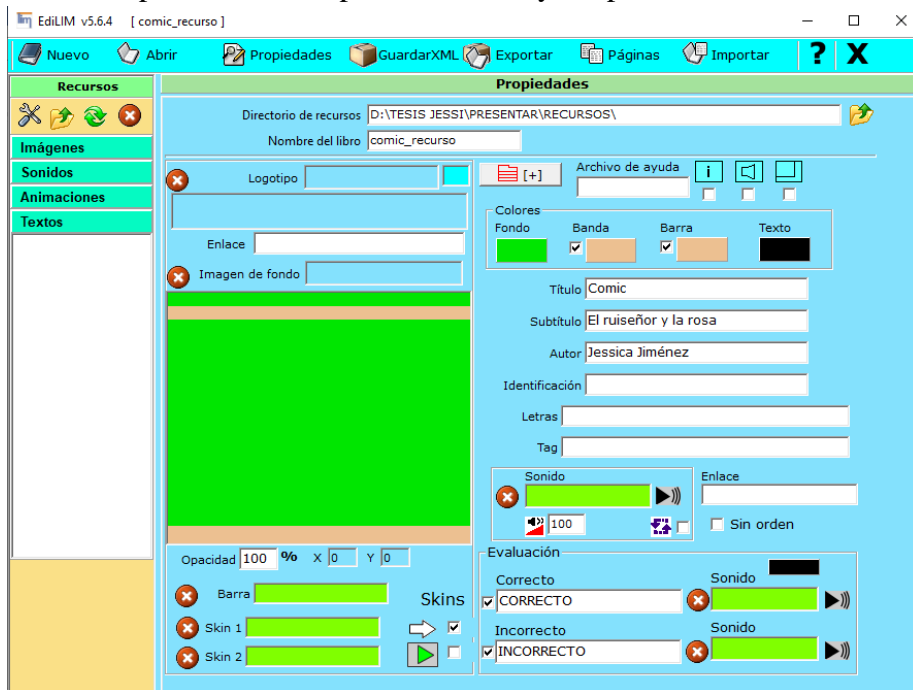 EdiLIM v5.6.4 [ comic_recurso ]
Nuevo Abrir Propiedades GuardarXML Exportar Páginas Importar ? X
Recursos
Propiedades
Directorio de recursos D:\TESIS JESSI\PRESENTAR\RECURSOS\
Nombre del libro comic_recurso
Imágenes
Sonidos
Animaciones
Textos
Logotipo
Enlace
Imagen de fondo
[+] Archivo de ayuda i
Colores
Fondo Banda Barra Texto
Título Comic
Subtítulo El ruiseñor y la rosa
Autor Jessica Jiménez
Identificación
Letras
Tag
Sonido Enlace
100 Sin orden
Opacidad 100 % X 0 Y 0
Barra Skins
Skin 1
Skin 2
Evaluación
Correcto Sonido
CORRECTO
Incorrecto Sonido
INCORRECTO